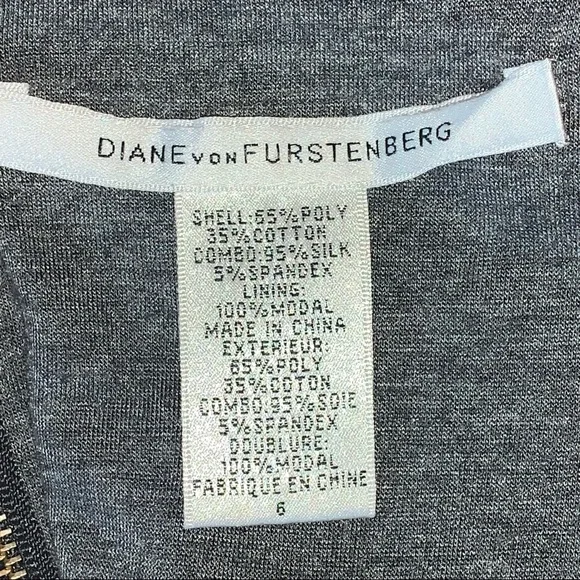 DIANE VON FURSTENBERG
SHELL:65%POLY
35%COTTON
COMBO:95%SILK
5%SPANDEX
LINING:
100%MODAL
MADE IN CHINA
EXTERIEUR:
65%POLY
35%COTON
COMBO:95%SOIE
5%SPANDEX
DOUBLURE:
100%MODAL
FABRIQUE EN CHINE
6